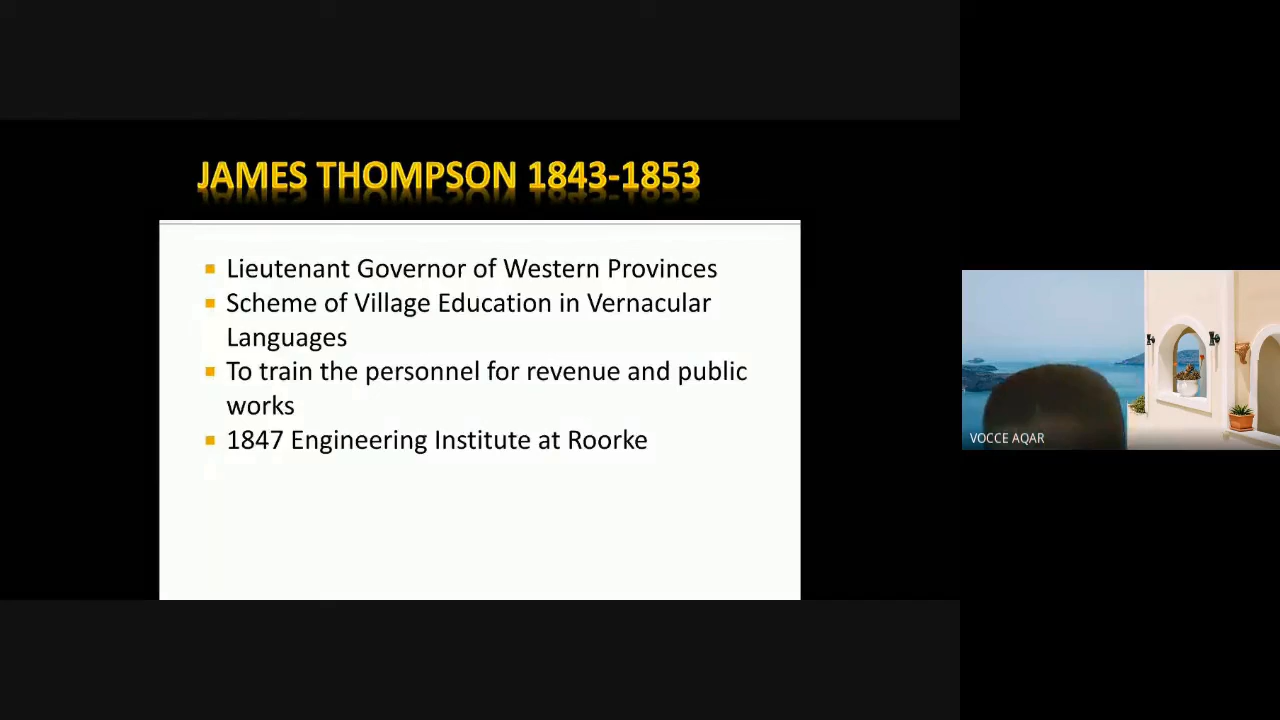 JAMES THOMPSON 1843-1853
Lieutenant Governor of Western Provinces
Scheme of Village Education in Vernacular
Languages
To train the personnel for revenue and public
works
1847 Engineering Institute at Roorke
VOCCE AQAR